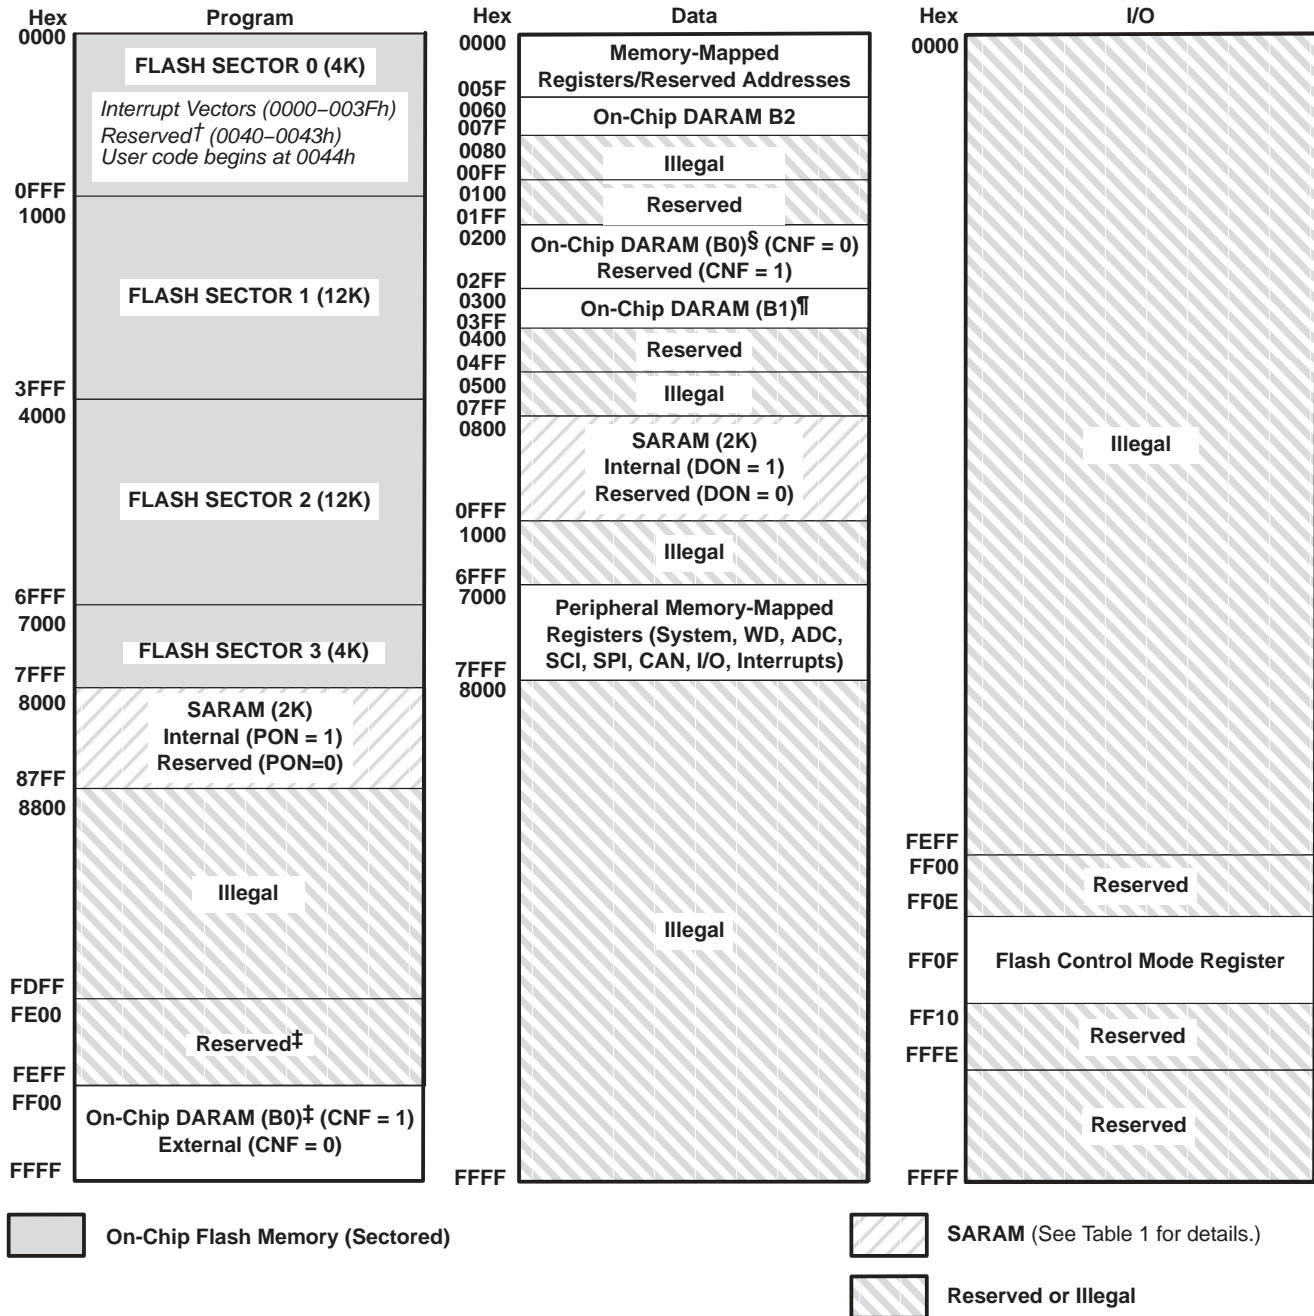 Hex Program
0000
FLASH SECTOR 0 (4K)
Interrupt Vectors (0000–003Fh)
Reserved† (0040–0043h)
User code begins at 0044h
0FFF
1000
FLASH SECTOR 1 (12K)
3FFF
4000
FLASH SECTOR 2 (12K)
6FFF
7000
FLASH SECTOR 3 (4K)
7FFF
8000
SARAM (2K)
Internal (PON = 1)
Reserved (PON=0)
87FF
8800
Illegal
FDFF
FE00
Reserved‡
FEFF
FF00
On-Chip DARAM (B0)‡ (CNF = 1)
External (CNF = 0)
FFFF
Hex Data
0000
Memory-Mapped
Registers/Reserved Addresses
005F
0060
On-Chip DARAM B2
007F
0080
Illegal
00FF
0100
Reserved
01FF
0200
On-Chip DARAM (B0)§ (CNF = 0)
Reserved (CNF = 1)
02FF
0300
On-Chip DARAM (B1)¶
03FF
0400
Reserved
04FF
0500
Illegal
07FF
0800
SARAM (2K)
Internal (DON = 1)
Reserved (DON = 0)
0FFF
1000
Illegal
6FFF
7000
Peripheral Memory-Mapped
Registers (System, WD, ADC,
SCI, SPI, CAN, I/O, Interrupts)
7FFF
8000
Illegal
FFFF
Hex I/O
0000
Illegal
FEFF
FF00
Reserved
FF0E
FF0F
Flash Control Mode Register
FF10
Reserved
FFFE
Reserved
FFFF
On-Chip Flash Memory (Sectored)
SARAM (See Table 1 for details.)
Reserved or Illegal